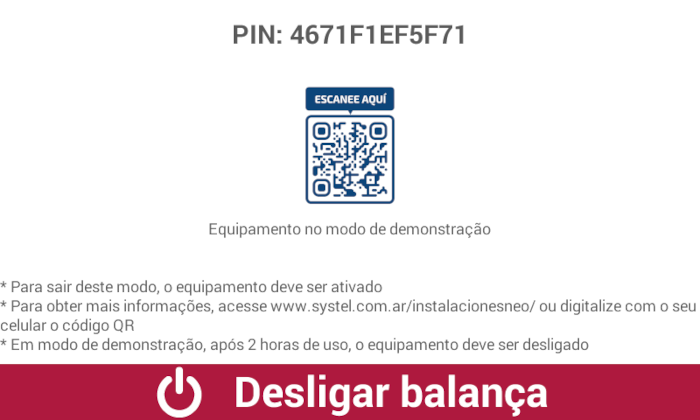 PIN: 4671F1EF5F71
ESCANEE AQUÍ
Equipamento no modo de demonstração
* Para sair deste modo, o equipamento deve ser ativado
* Para obter mais informações, acesse www.systel.com.ar/instalacionesneo/ ou digitalize com o seu
celular o código QR
* Em modo de demonstração, após 2 horas de uso, o equipamento deve ser desligado
Desligar balança